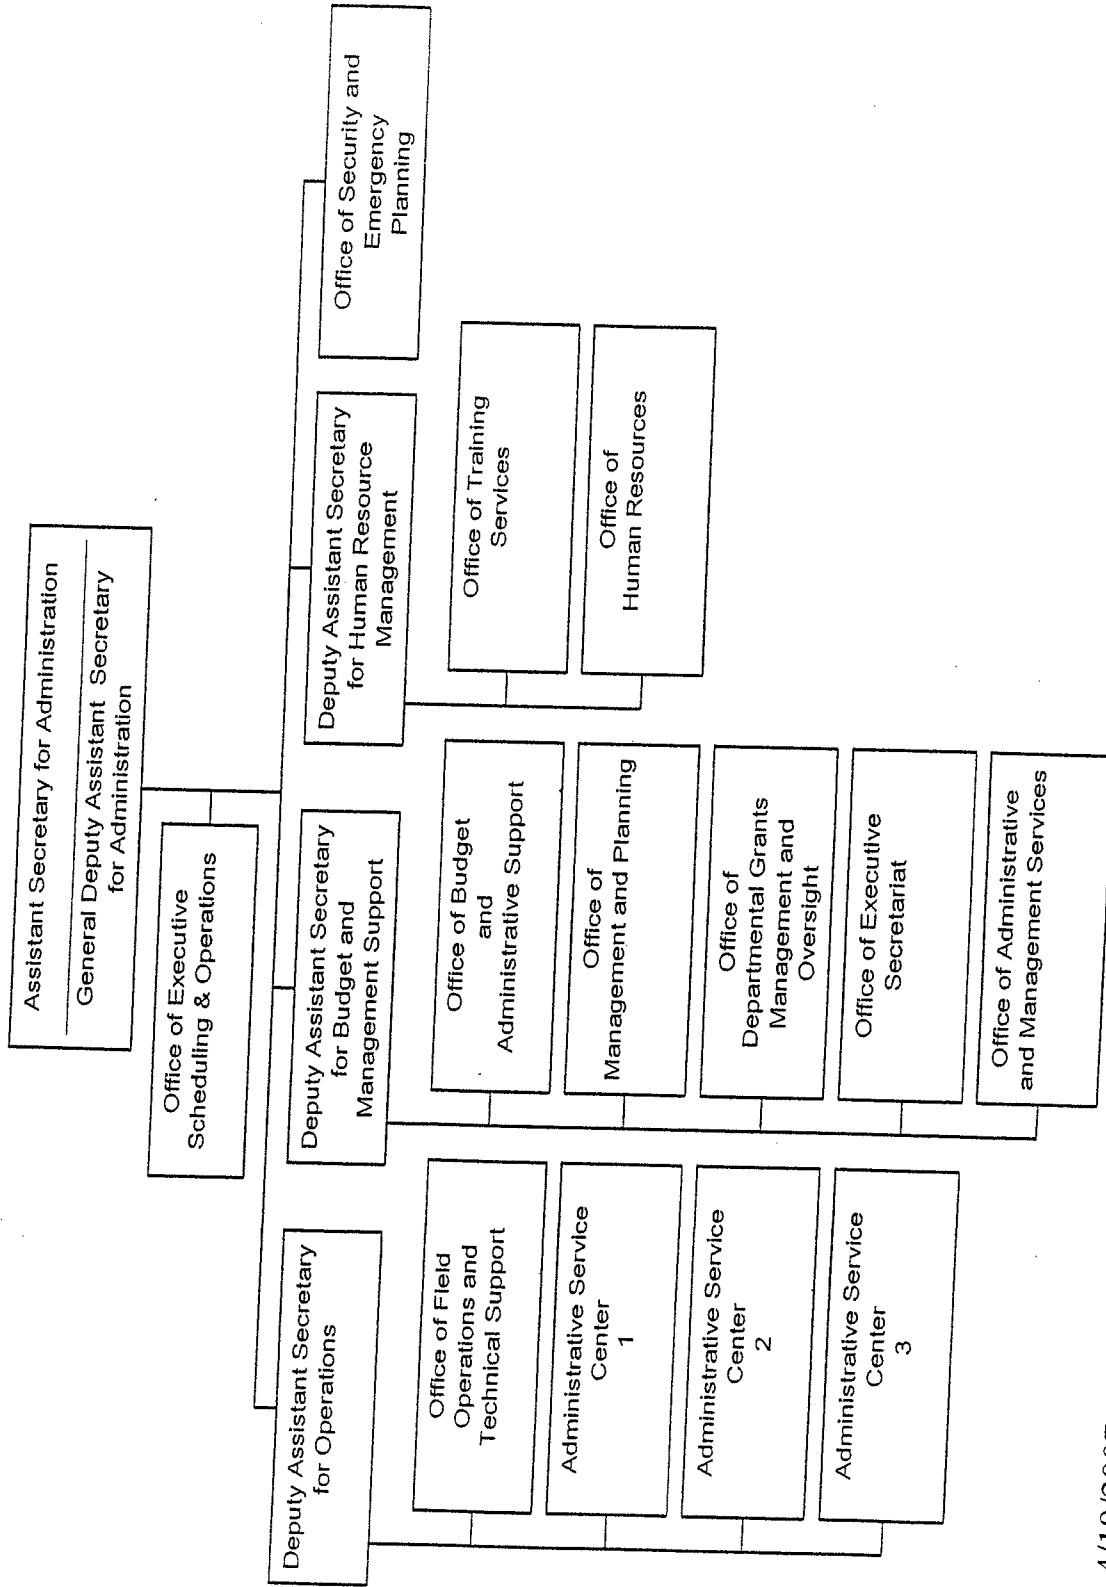 Assistant Secretary for Administration
General Deputy Assistant Secretary
for Administration
Office of Executive
Scheduling & Operations
Deputy Assistant Secretary
for Operations
Office of Field
Operations and
Technical Support
Administrative Service
Center
1
Administrative Service
Center
2
Administrative Service
Center
3
Deputy Assistant Secretary
for Budget and
Management Support
Office of Budget
and
Administrative Support
Office of
Management and Planning
Office of
Departmental Grants
Management and
Oversight
Office of Executive
Secretariat
Office of Administrative
and Management Services
Deputy Assistant Secretary
for Human Resource
Management
Office of Training
Services
Office of
Human Resources
Office of Security and
Emergency
Planning